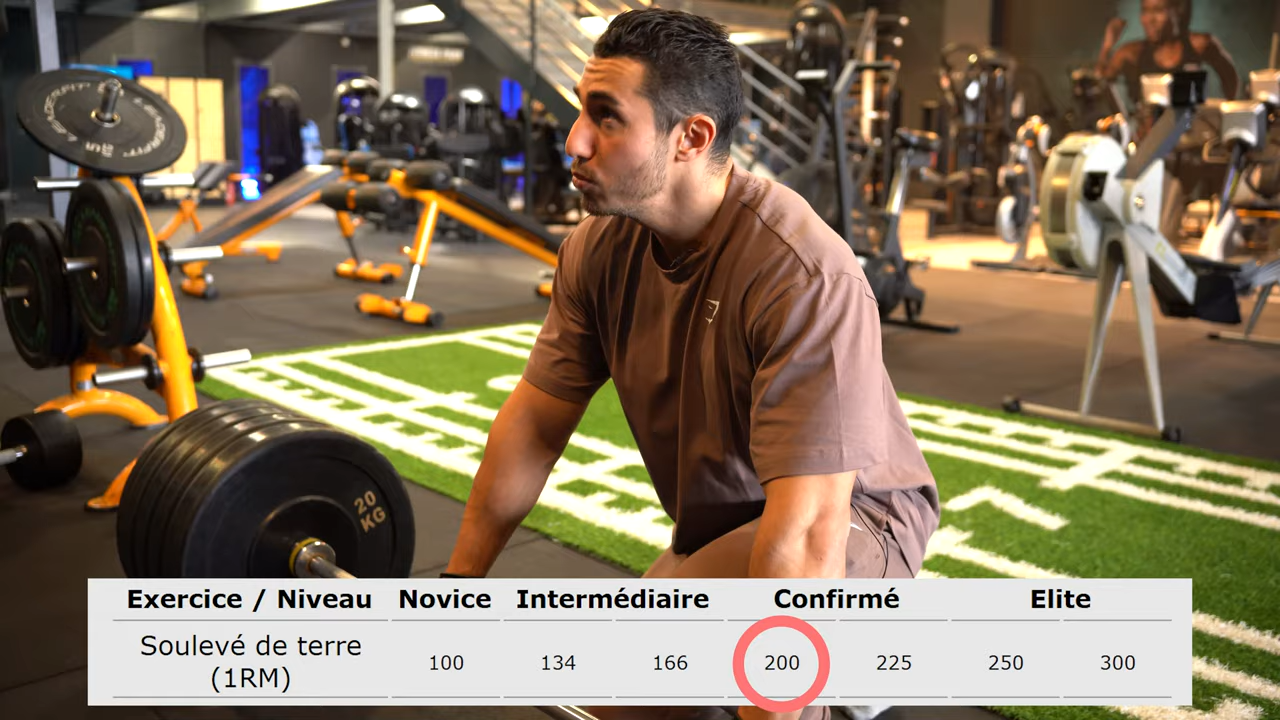 20
KG
Exercice / Niveau Novice Intermédiaire Confirmé Elite
Soulevé de terre
(1RM) 100 134 166 200 225 250 300